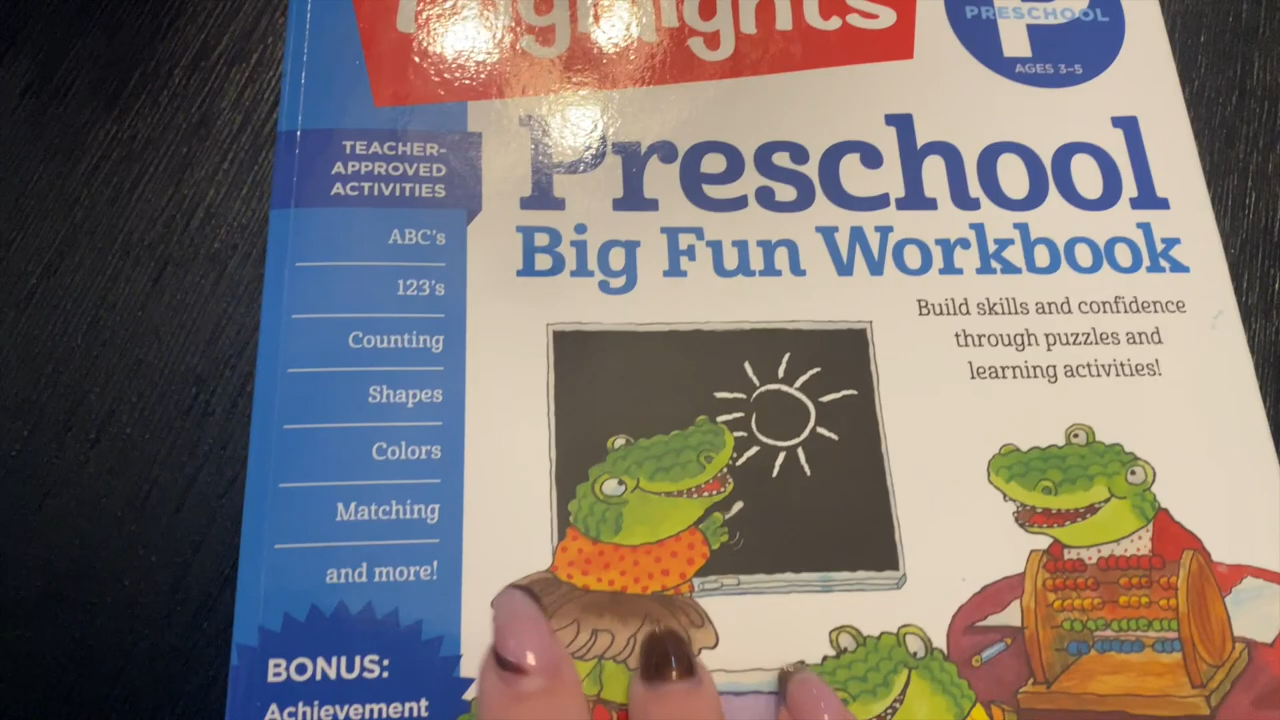 Highlights
PRESCHOOL
P
AGES 3–5
Preschool
Big Fun Workbook
Build skills and confidence
through puzzles and
learning activities!
TEACHER-
APPROVED
ACTIVITIES
ABC's
123's
Counting
Shapes
Colors
Matching
and more!
BONUS:
Achievement